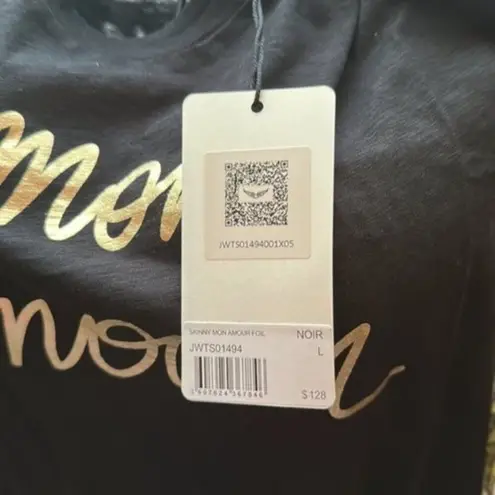 mon
amour
JWTS01494001X05
SKINNY MON AMOUR FOIL
NOIR
JWTS01494
L
$128